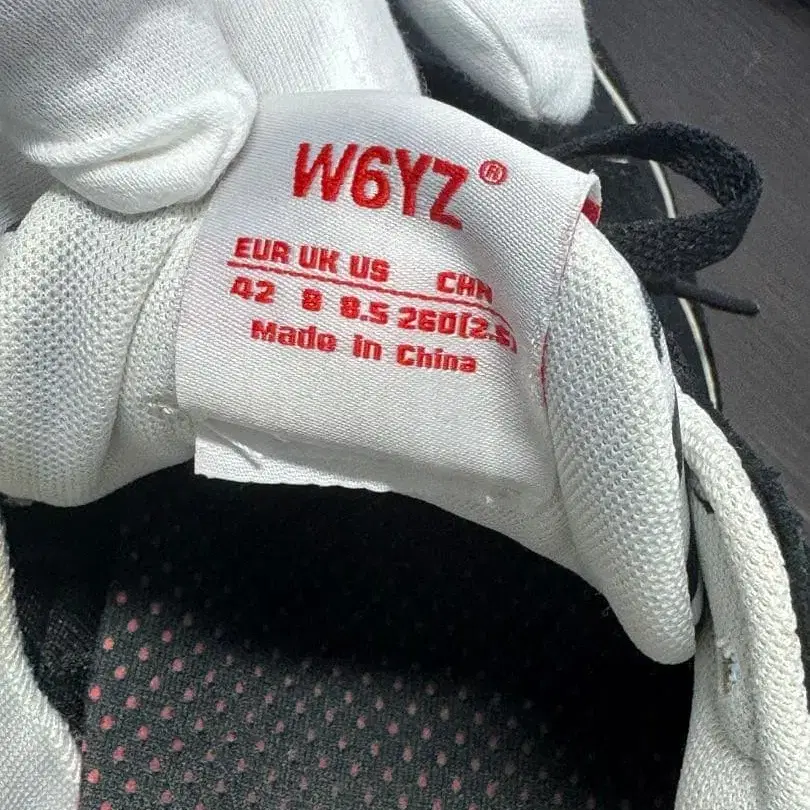 W6YZ®
EUR UK US CHN
42 8 8.5 260(2.5)
Made in China